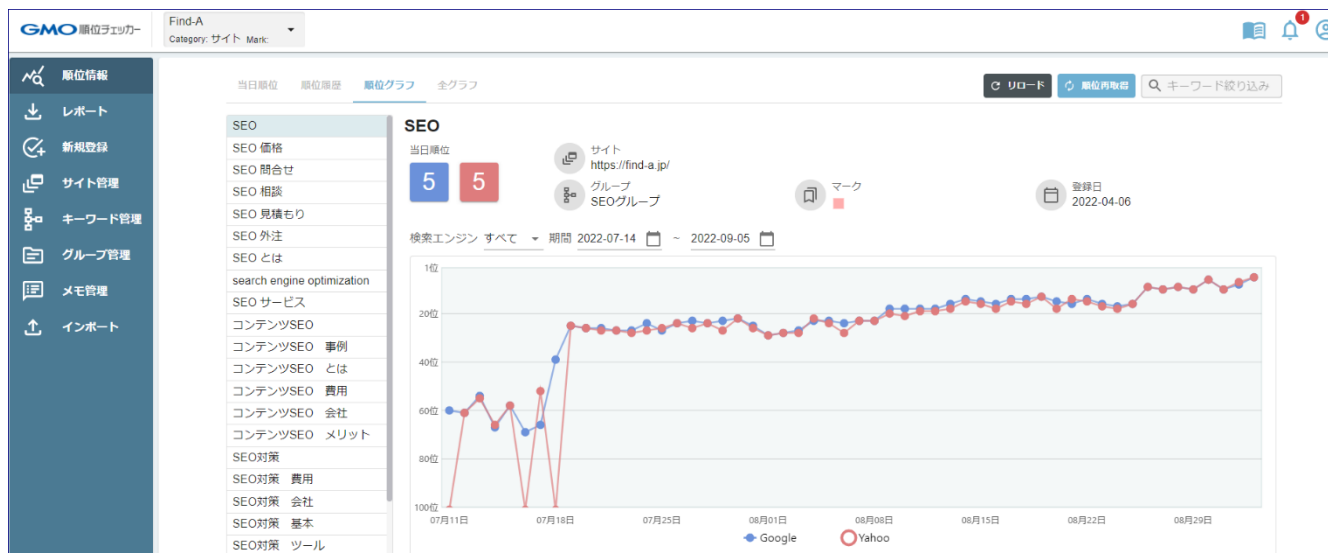 GMO順位チェッカー
Find-A
Category: サイト Mark:
1
順位情報
レポート
新規登録
サイト管理
キーワード管理
グループ管理
メモ管理
インポート
当日順位 順位履歴 順位グラフ 全グラフ
リロード
順位再取得
キーワード絞り込み
SEO
SEO 価格
SEO 問合せ
SEO 相談
SEO 見積もり
SEO 外注
SEO とは
search engine optimization
SEO サービス
コンテンツSEO
コンテンツSEO 事例
コンテンツSEO とは
コンテンツSEO 費用
コンテンツSEO 会社
コンテンツSEO メリット
SEO対策
SEO対策 費用
SEO対策 会社
SEO対策 基本
SEO対策 ツール
SEO
当日順位
5 5
サイト
https://find-a.jp/
グループ
SEOグループ
マーク
登録日
2022-04-06
検索エンジン すべて 期間 2022-07-14 ~ 2022-09-05
1位
20位
40位
60位
80位
100位
07月11日 07月18日 07月25日 08月01日 08月08日 08月15日 08月22日 08月29日
Google Yahoo